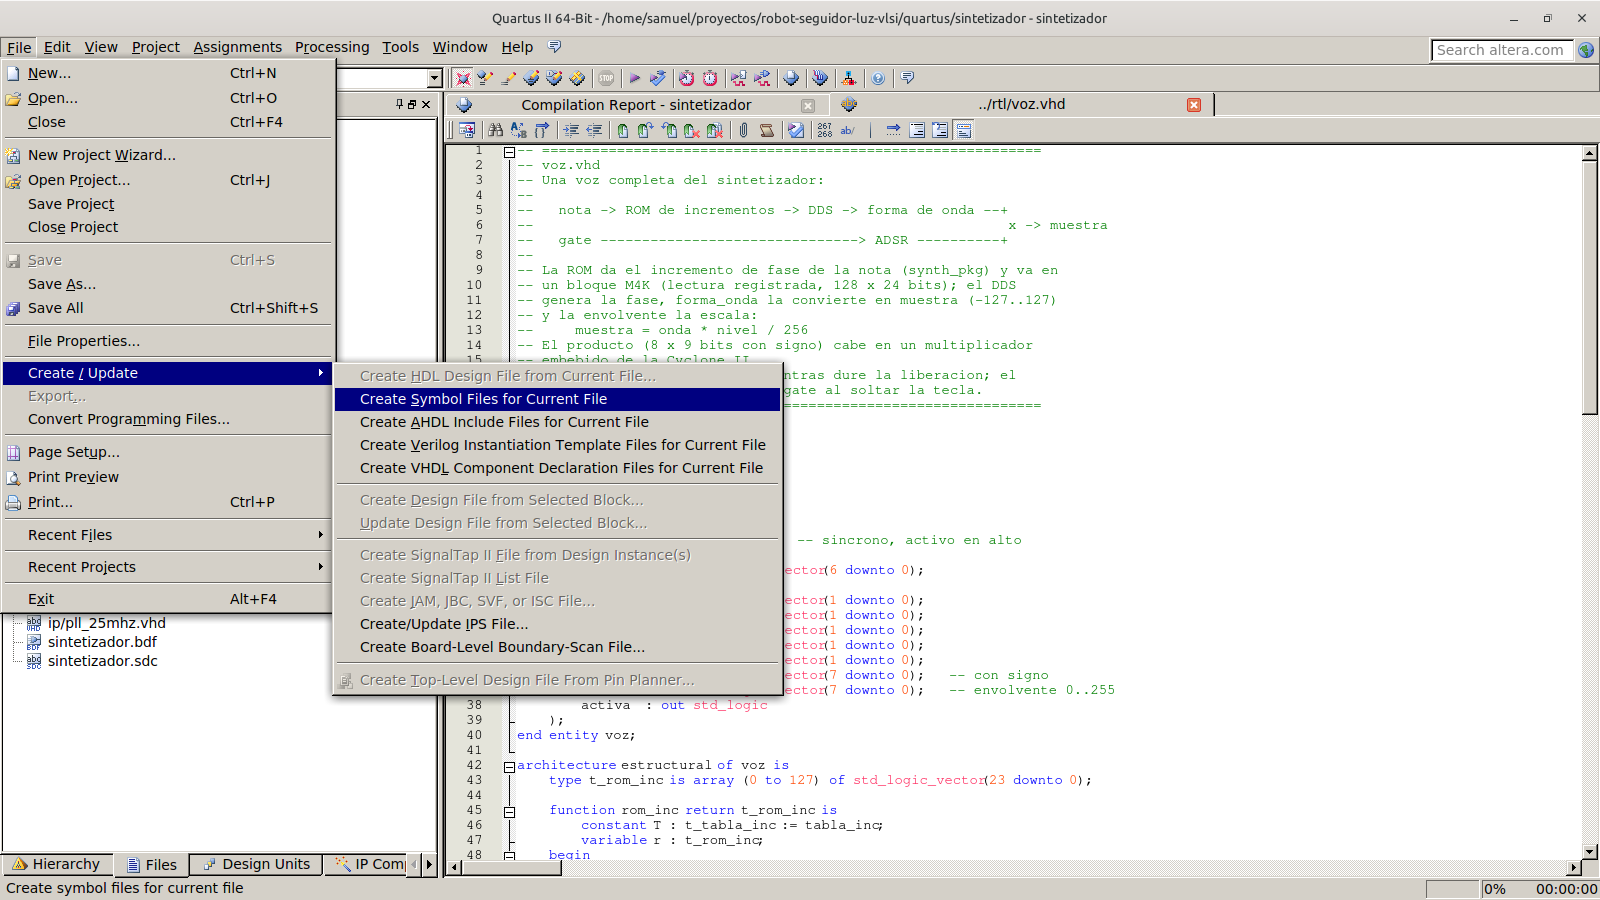 Quartus II 64-Bit - /home/samuel/proyectos/robot-seguidor-luz-vlsi/quartus/sintetizador - sintetizador
File Edit View Project Assignments Processing Tools Window Help
Search altera.com
New... Ctrl+N
Open... Ctrl+O
Close Ctrl+F4
New Project Wizard...
Open Project... Ctrl+J
Save Project
Close Project
Save Ctrl+S
Save As...
Save All Ctrl+Shift+S
File Properties...
Create / Update
Export...
Convert Programming Files...
Page Setup...
Print Preview
Print... Ctrl+P
Recent Files
Recent Projects
Exit Alt+F4
Create HDL Design File from Current File...
Create Symbol Files for Current File
Create AHDL Include Files for Current File
Create Verilog Instantiation Template Files for Current File
Create VHDL Component Declaration Files for Current File
Create Design File from Selected Block...
Update Design File from Selected Block...
Create SignalTap II File from Design Instance(s)
Create SignalTap II List File
Create JAM, JBC, SVF, or ISC File...
Create/Update IPS File...
Create Board-Level Boundary-Scan File...
Create Top-Level Design File From Pin Planner...
ip/pll_25mhz.vhd
sintetizador.bdf
sintetizador.sdc
Hierarchy Files Design Units IP Com
STOP
Compilation Report - sintetizador ../rtl/voz.vhd
267 268 ab/
1 -- ============================================================
2 -- voz.vhd
3 -- Una voz completa del sintetizador:
4 --
5 --   nota -> ROM de incrementos -> DDS -> forma de onda --+
6 --                                                         x -> muestra
7 --   gate -------------------------------> ADSR ----------+
8 --
9 -- La ROM da el incremento de fase de la nota (synth_pkg) y va en
10 -- un bloque M4K (lectura registrada, 128 x 24 bits); el DDS
11 -- genera la fase, forma_onda la convierte en muestra (-127..127)
12 -- y la envolvente la escala:
13 --     muestra = onda * nivel / 256
14 -- El producto (8 x 9 bits con signo) cabe en un multiplicador
15 -- embebido de la Cyclone II
ntras dure la liberacion; el
gate al soltar la tecla.
===============================
-- sincrono, activo en alto
ector(6 downto 0);
ector(1 downto 0);
ector(1 downto 0);
ector(1 downto 0);
ector(1 downto 0);
ector(1 downto 0);
ector(7 downto 0);   -- con signo
ector(7 downto 0);   -- envolvente 0..255
38 activa : out std_logic
39 );
40 end entity voz;
41
42 architecture estructural of voz is
43 type t_rom_inc is array (0 to 127) of std_logic_vector(23 downto 0);
44
45 function rom_inc return t_rom_inc is
46 constant T : t_tabla_inc := tabla_inc;
47 variable r : t_rom_inc;
48 begin
Create symbol files for current file 0% 00:00:00